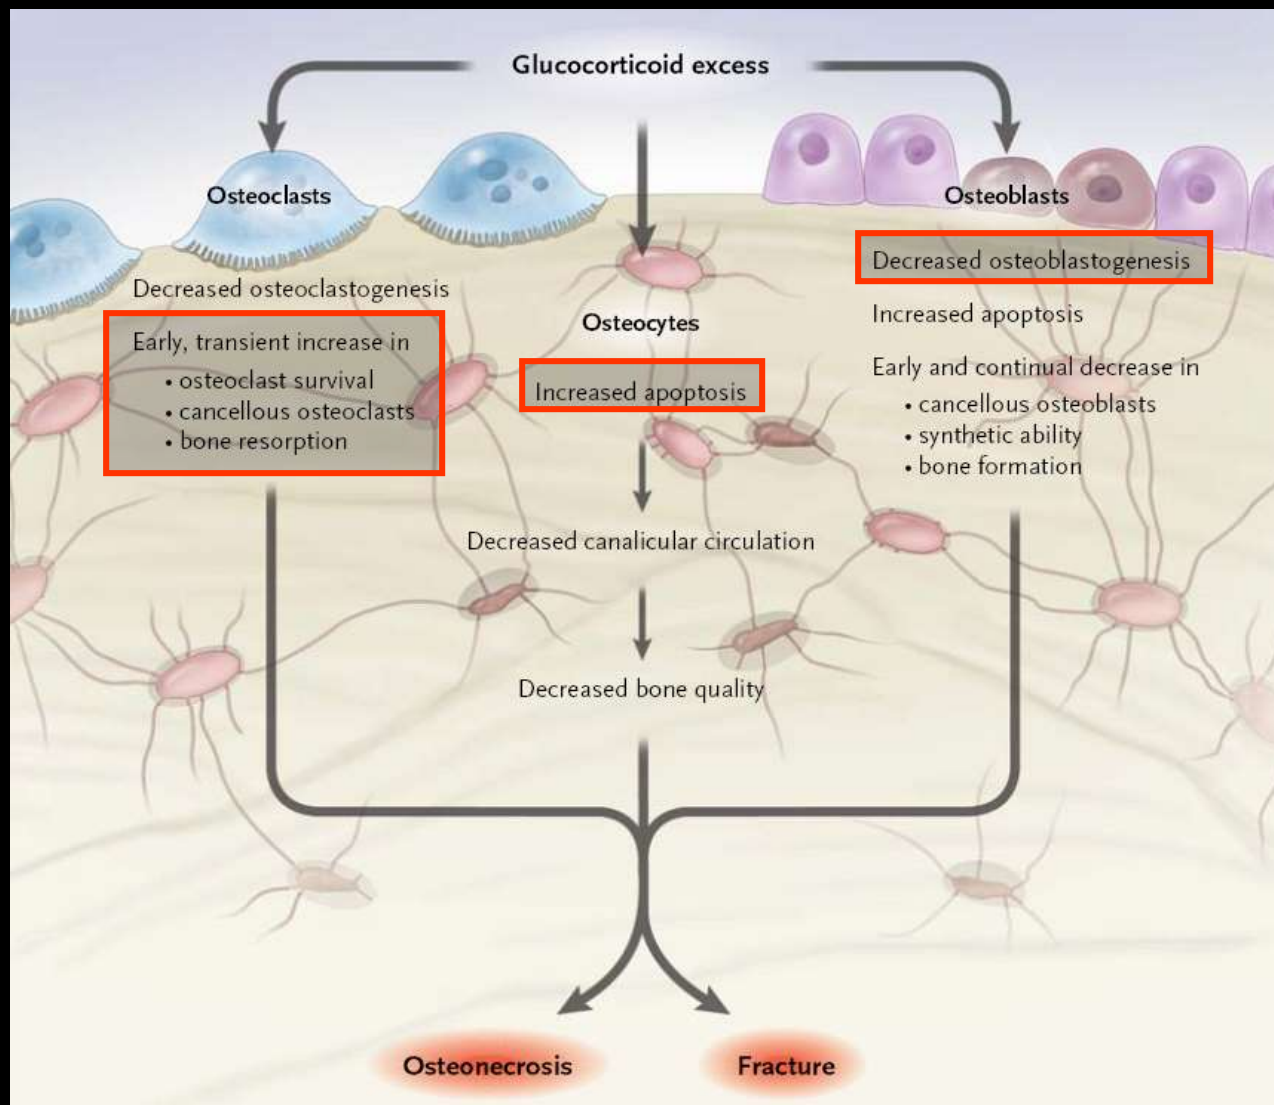 Glucocorticoid excess
Osteoclasts
Decreased osteoclastogenesis
Early, transient increase in
• osteoclast survival
• cancellous osteoclasts
• bone resorption
Osteocytes
Increased apoptosis
Decreased canalicular circulation
Decreased bone quality
Osteoblasts
Decreased osteoblastogenesis
Increased apoptosis
Early and continual decrease in
• cancellous osteoblasts
• synthetic ability
• bone formation
Osteonecrosis
Fracture